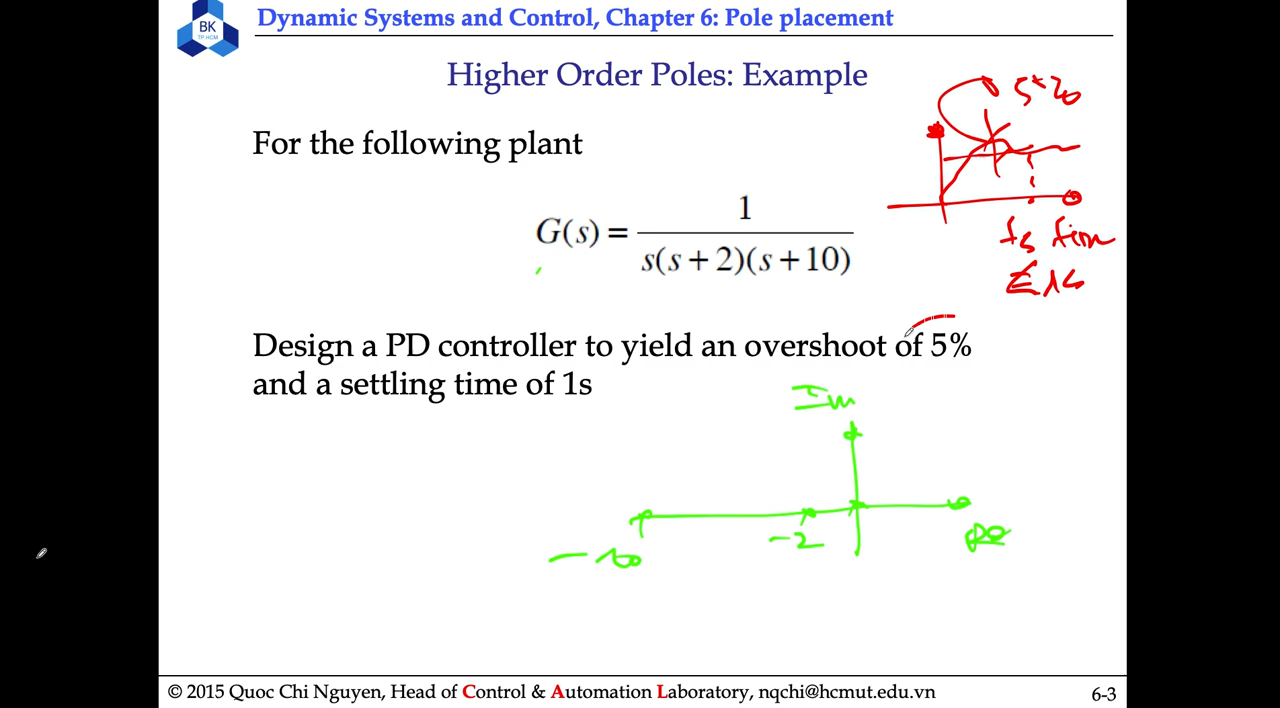 BK
TP.HCM
Dynamic Systems and Control, Chapter 6: Pole placement
Higher Order Poles: Example
For the following plant
G(s) = 1 / s(s + 2)(s + 10)
Design a PD controller to yield an overshoot of 5%
and a settling time of 1s
Im
-2
Re
-10
© 2015 Quoc Chi Nguyen, Head of Control & Automation Laboratory, nqchi@hcmut.edu.vn
6-3